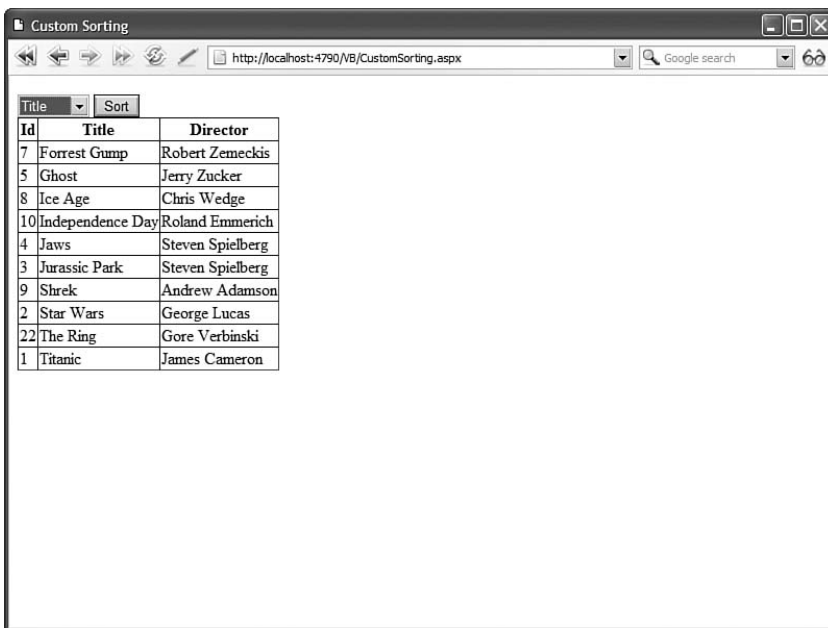 Custom Sorting
http://localhost:4790/VB/CustomSorting.aspx Google search
Title Sort
Id Title Director
7 Forrest Gump Robert Zemeckis
5 Ghost Jerry Zucker
8 Ice Age Chris Wedge
10 Independence Day Roland Emmerich
4 Jaws Steven Spielberg
3 Jurassic Park Steven Spielberg
9 Shrek Andrew Adamson
2 Star Wars George Lucas
22 The Ring Gore Verbinski
1 Titanic James Cameron